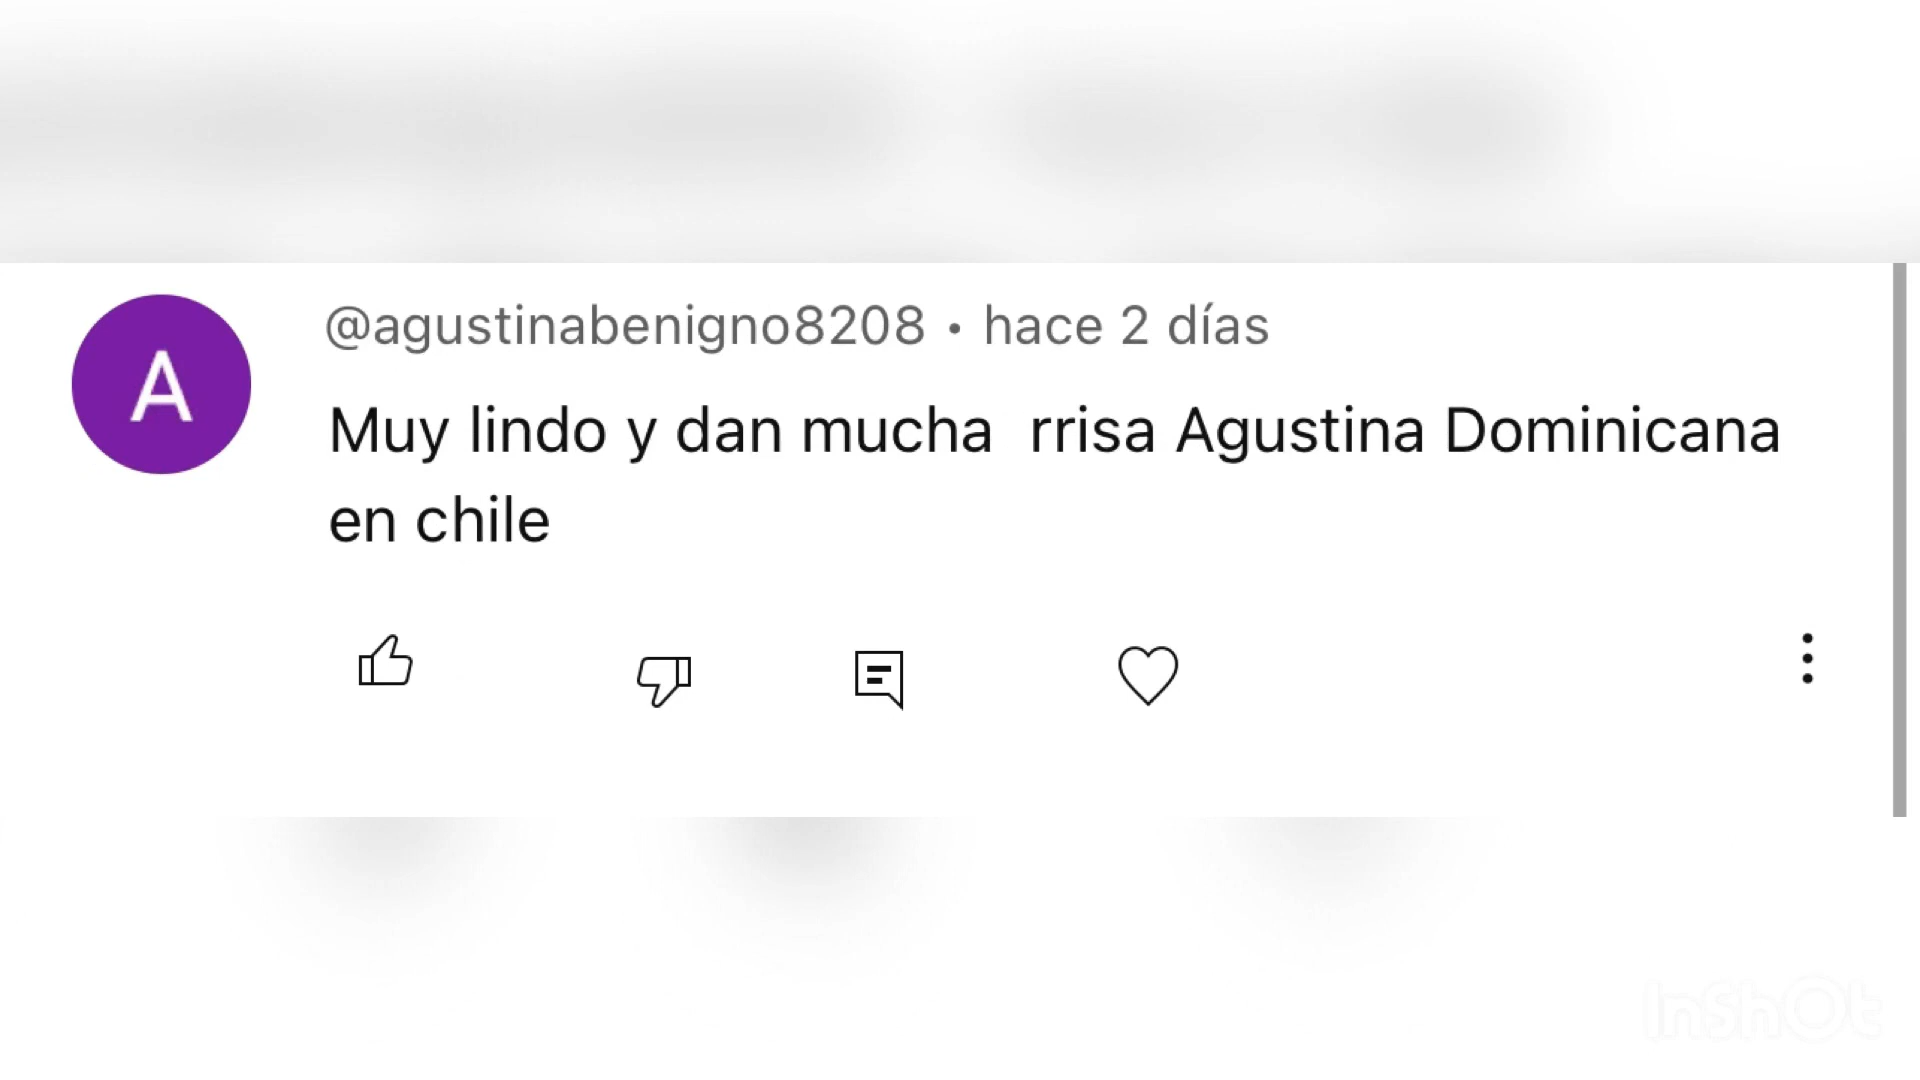 A
@agustinabenigno8208 • hace 2 días
Muy lindo y dan mucha  rrisa Agustina Dominicana
en chile
InShOt